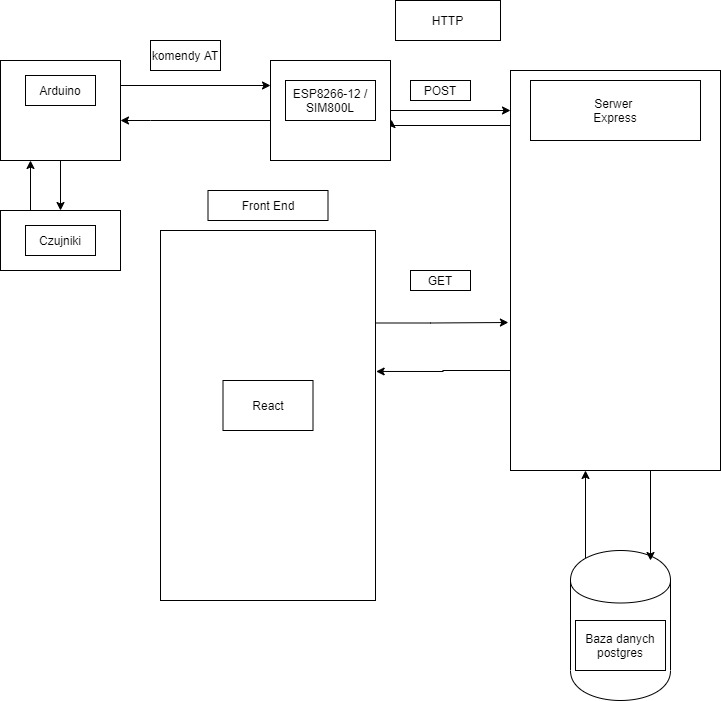 HTTP
komendy AT
Arduino
ESP8266-12 /
SIM800L
POST
Serwer
Express
Czujniki
Front End
GET
React
Baza danych
postgres